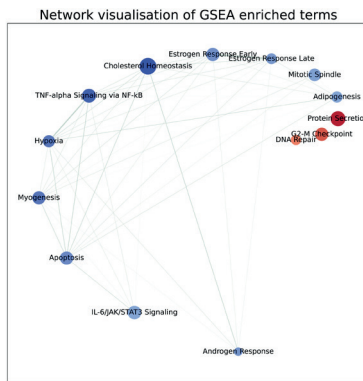 Network visualisation of GSEA enriched terms
Estrogen Response Early
Estrogen Response Late
Cholesterol Homeostasis
Mitotic Spindle
TNF-alpha Signaling via NF-kB
Adipogenesis
Protein Secretio
G2-M Checkpoint
DNA Repair
Hypoxia
Myogenesis
Apoptosis
IL-6/JAK/STAT3 Signaling
Androgen Response